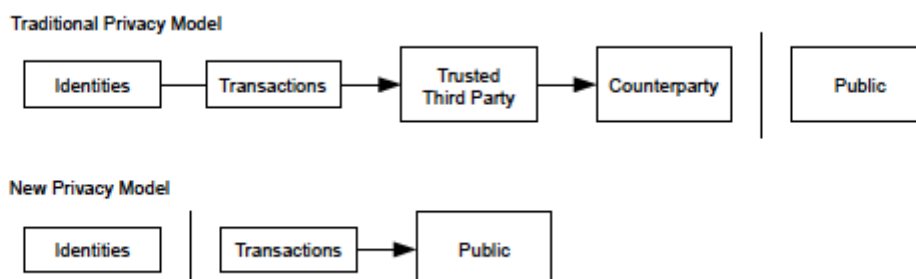 Traditional Privacy Model
Identities
Transactions
Trusted
Third Party
Counterparty
Public
New Privacy Model
Identities
Transactions
Public